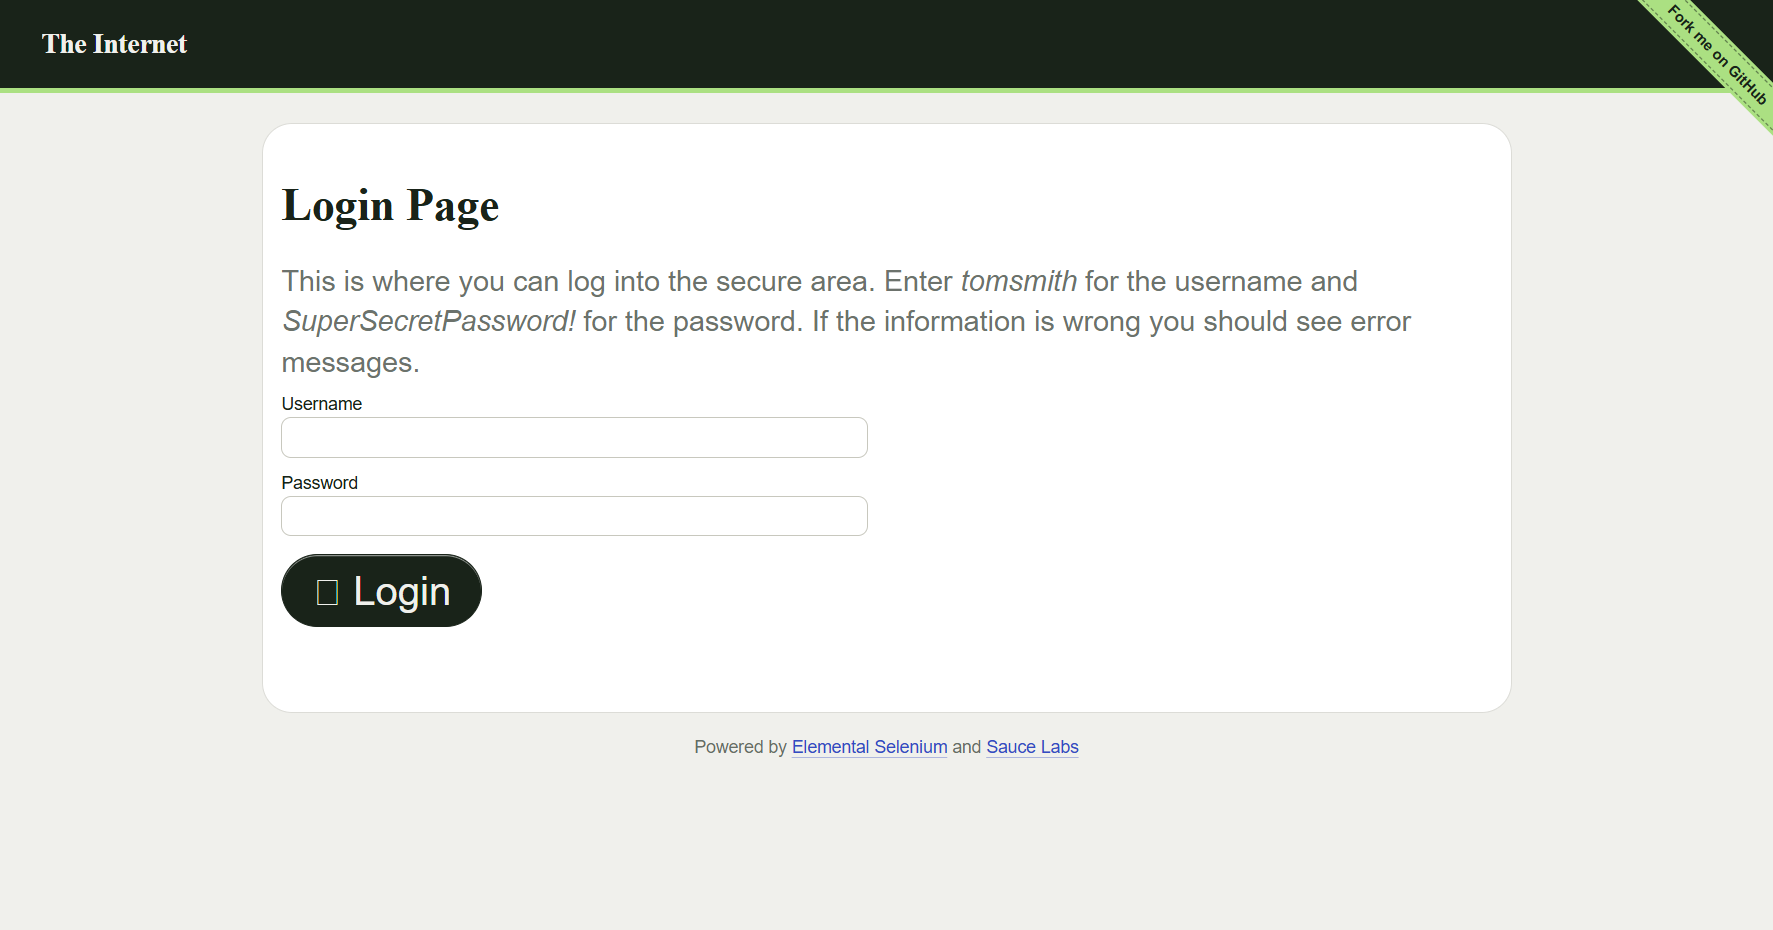 The Internet
Fork me on GitHub
Login Page
This is where you can log into the secure area. Enter tomsmith for the username and
SuperSecretPassword! for the password. If the information is wrong you should see error
messages.
Username
Password
Login
Powered by Elemental Selenium and Sauce Labs